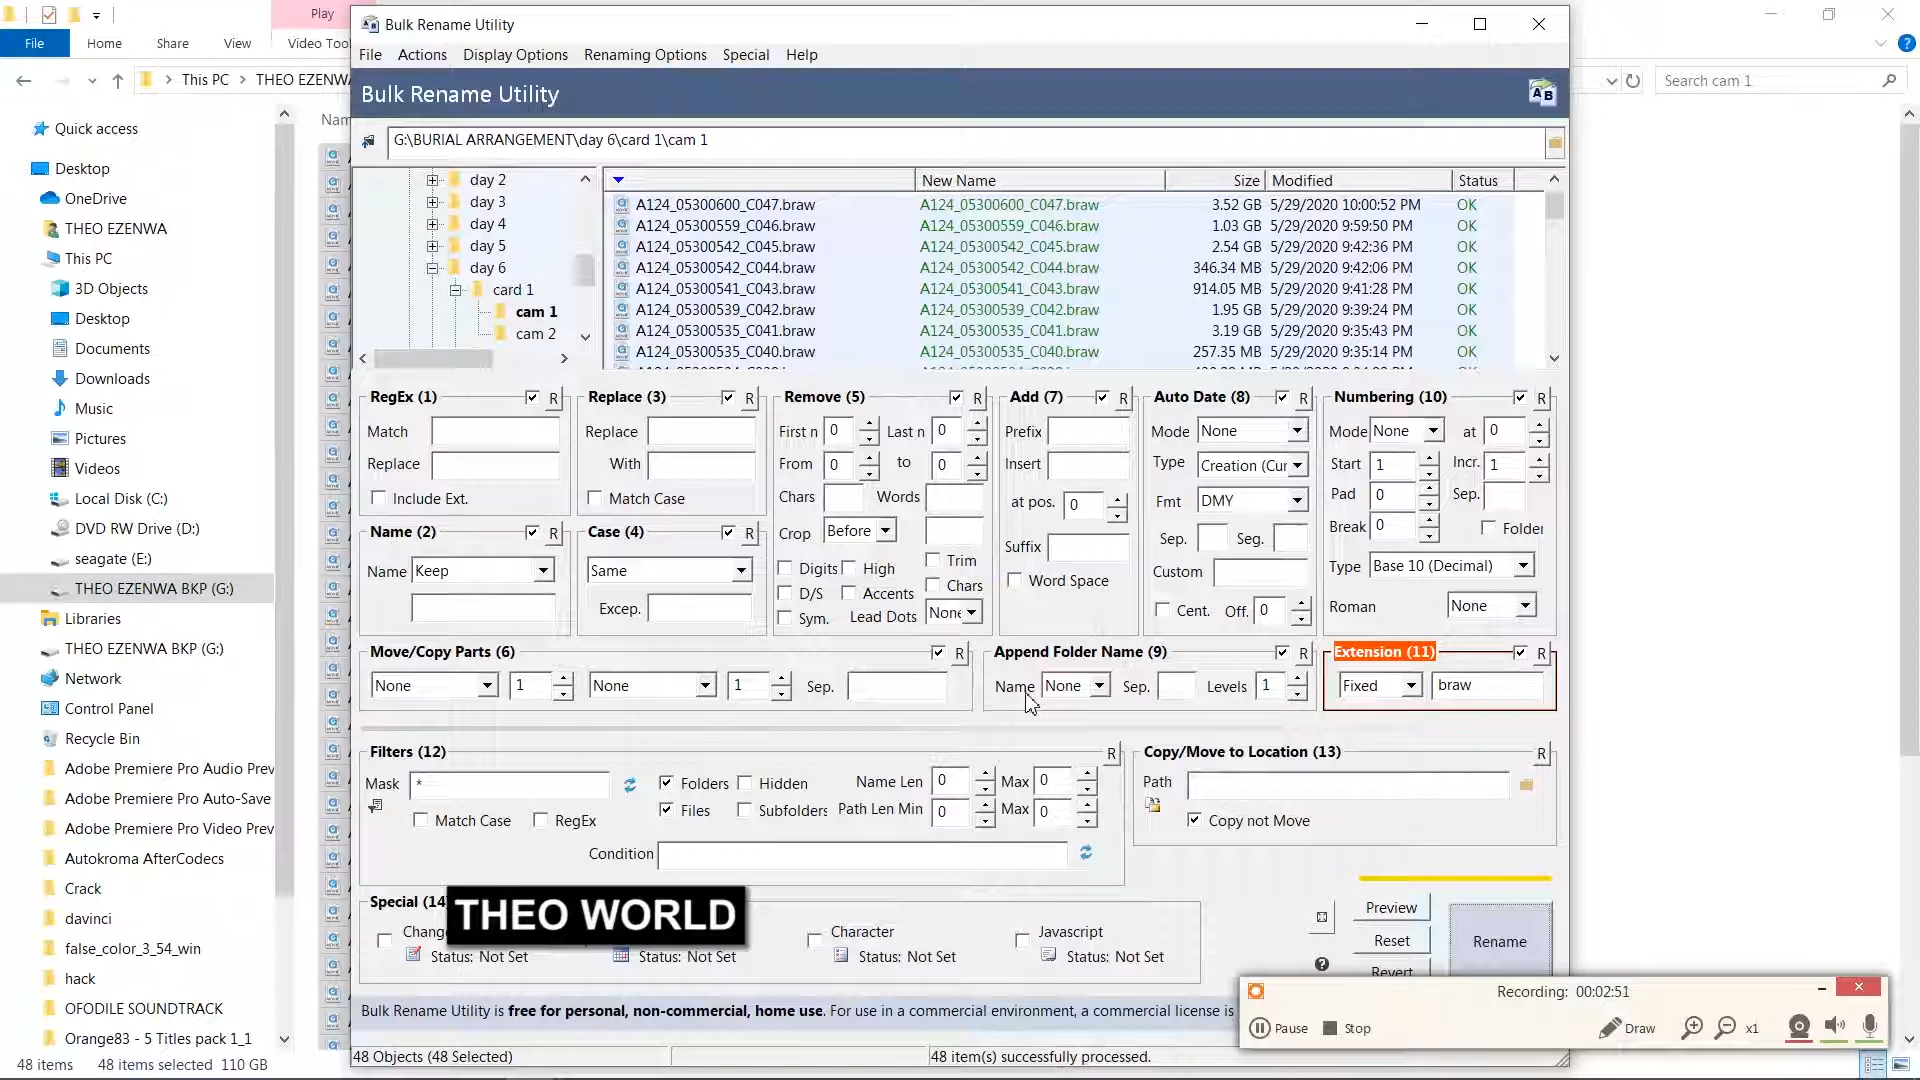 Play
Bulk Rename Utility
File
Home
Share
View
Video Too
File
Actions
Display Options
Renaming Options
Special
Help
This PC
THEO EZENWA
Search cam 1
Bulk Rename Utility
G:\BURIAL ARRANGEMENT\day 6\card 1\cam 1
Quick access
Desktop
OneDrive
THEO EZENWA
This PC
3D Objects
Desktop
Documents
Downloads
Music
Pictures
Videos
Local Disk (C:)
DVD RW Drive (D:)
seagate (E:)
THEO EZENWA BKP (G:)
Libraries
THEO EZENWA BKP (G:)
Network
Control Panel
Recycle Bin
Adobe Premiere Pro Audio Prev
Adobe Premiere Pro Auto-Save
Adobe Premiere Pro Video Prev
Autokroma AfterCodecs
Crack
davinci
false_color_3_54_win
hack
OFODILE SOUNDTRACK
Orange83 - 5 Titles pack 1_1
48 items 48 items selected 110 GB
Nam
day 2
day 3
day 4
day 5
day 6
card 1
cam 1
cam 2
New Name Size Modified Status
A124_05300600_C047.braw A124_05300600_C047.braw 3.52 GB 5/29/2020 10:00:52 PM OK
A124_05300559_C046.braw A124_05300559_C046.braw 1.03 GB 5/29/2020 9:59:50 PM OK
A124_05300542_C045.braw A124_05300542_C045.braw 2.54 GB 5/29/2020 9:42:36 PM OK
A124_05300542_C044.braw A124_05300542_C044.braw 346.34 MB 5/29/2020 9:42:06 PM OK
A124_05300541_C043.braw A124_05300541_C043.braw 914.05 MB 5/29/2020 9:41:28 PM OK
A124_05300539_C042.braw A124_05300539_C042.braw 1.95 GB 5/29/2020 9:39:24 PM OK
A124_05300535_C041.braw A124_05300535_C041.braw 3.19 GB 5/29/2020 9:35:43 PM OK
A124_05300535_C040.braw A124_05300535_C040.braw 257.35 MB 5/29/2020 9:35:14 PM OK
RegEx (1) R
Match
Replace
Include Ext.
Name (2) R
Name Keep
Replace (3) R
Replace
With
Match Case
Case (4) R
Same
Excep.
Remove (5) R
First n 0 Last n 0
From 0 to 0
Chars Words
Crop Before
Digits High Trim
D/S Accents Chars
Sym. Lead Dots None
Add (7) R
Prefix
Insert
at pos. 0
Suffix
Word Space
Auto Date (8) R
Mode None
Type Creation (Cur
Fmt DMY
Sep. Seg.
Custom
Cent. Off. 0
Numbering (10) R
Mode None at 0
Start 1 Incr. 1
Pad 0 Sep.
Break 0 Folder
Type Base 10 (Decimal)
Roman None
Move/Copy Parts (6) R
None 1 None 1 Sep.
Append Folder Name (9) R
Name None Sep. Levels 1
Extension (11) R
Fixed braw
Filters (12) R
Mask * Folders Hidden Name Len 0 Max 0
Files Subfolders Path Len Min 0 Max 0
Match Case RegEx
Condition
Copy/Move to Location (13) R
Path
Copy not Move
Special (14
THEO WORLD
Chang
Status: Not Set
Status: Not Set
Character
Status: Not Set
Javascript
Status: Not Set
Preview
Reset
Revert
Rename
Bulk Rename Utility is free for personal, non-commercial, home use. For use in a commercial environment, a commercial license is
48 Objects (48 Selected)
48 item(s) successfully processed.
Recording: 00:02:51
Pause
Stop
Draw
x1